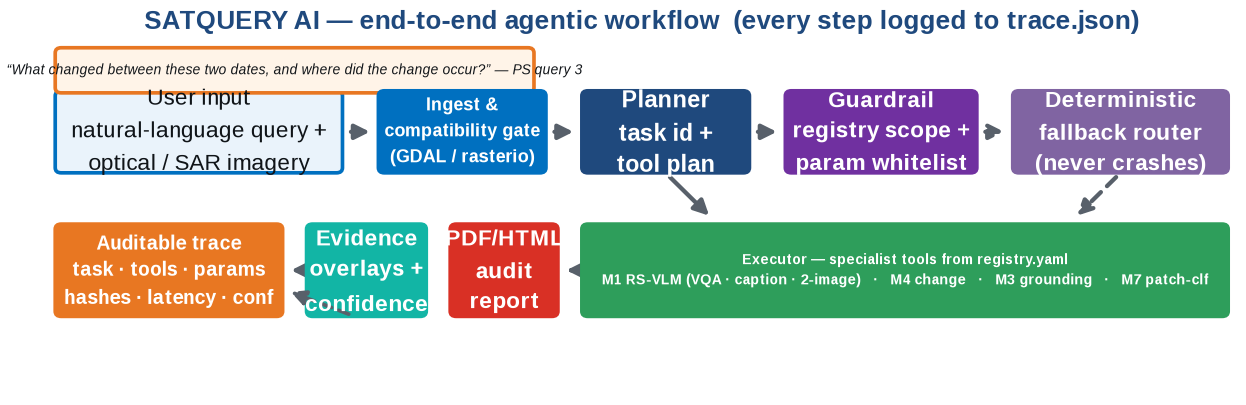 SATQUERY AI — end-to-end agentic workflow  (every step logged to trace.json)
“What changed between these two dates, and where did the change occur?” — PS query 3
User input
natural-language query +
optical / SAR imagery
Ingest &
compatibility gate
(GDAL / rasterio)
Planner
task id +
tool plan
Guardrail
registry scope +
param whitelist
Deterministic
fallback router
(never crashes)
Auditable trace
task · tools · params
hashes · latency · conf
Evidence
overlays +
confidence
PDF/HTML
audit
report
Executor — specialist tools from registry.yaml
M1 RS-VLM (VQA · caption · 2-image)   ·   M4 change   ·   M3 grounding   ·   M7 patch-clf